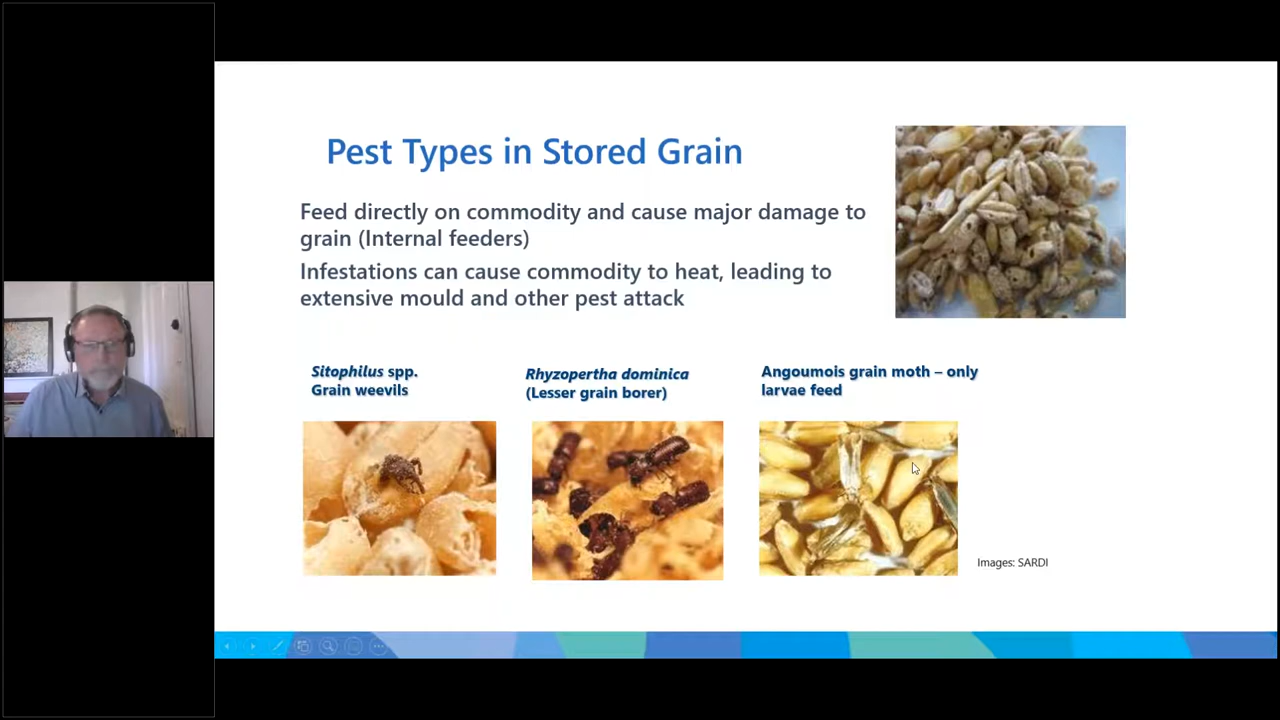 Pest Types in Stored Grain
Feed directly on commodity and cause major damage to
grain (Internal feeders)
Infestations can cause commodity to heat, leading to
extensive mould and other pest attack
Sitophilus spp.
Grain weevils
Rhyzopertha dominica
(Lesser grain borer)
Angoumois grain moth – only
larvae feed
Images: SARDI